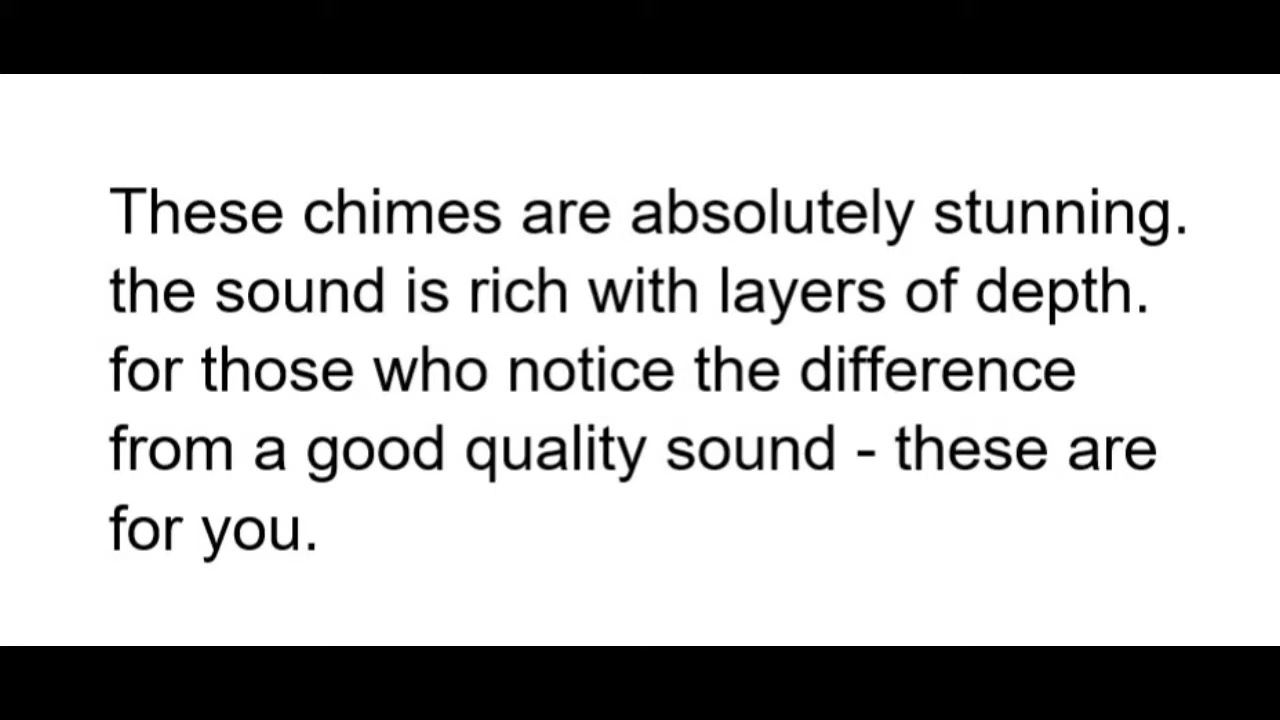 These chimes are absolutely stunning.
the sound is rich with layers of depth.
for those who notice the difference
from a good quality sound - these are
for you.